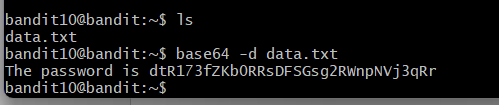 bandit10@bandit:~$ ls
data.txt
bandit10@bandit:~$ base64 -d data.txt
The password is dtR173fZKb0RRsDFSGsg2RWnpNVj3qRr
bandit10@bandit:~$